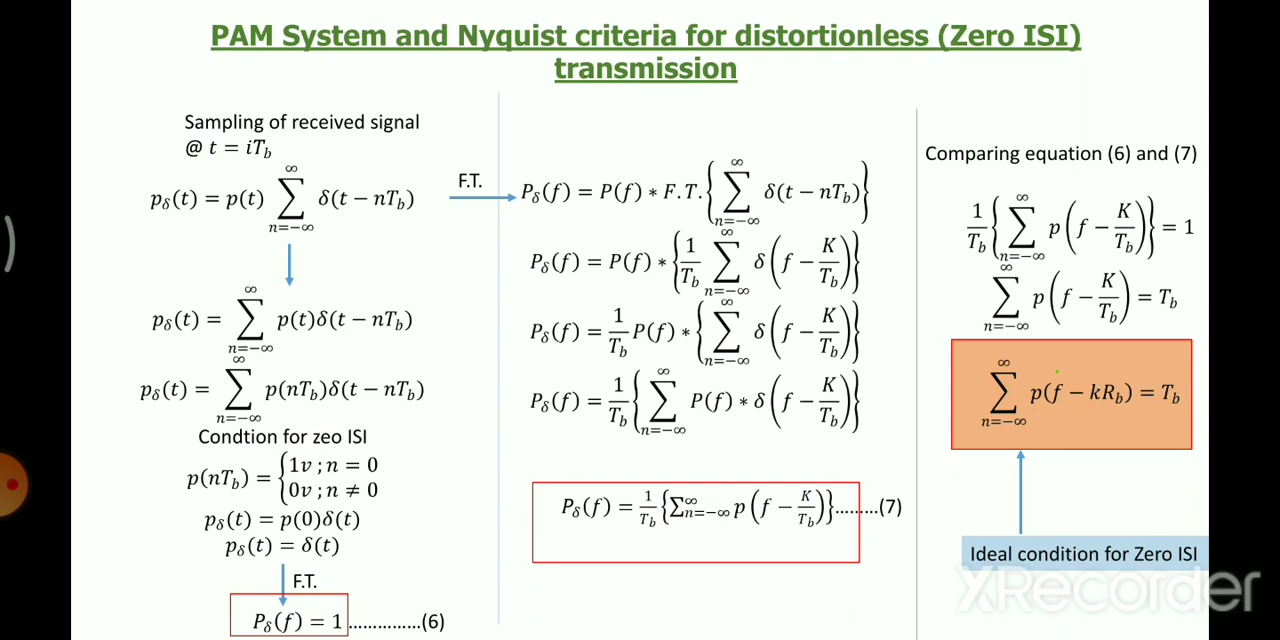 PAM System and Nyquist criteria for distortionless (Zero ISI)
transmission
Sampling of received signal
@ t = iT_b
p_δ(t) = p(t) ∑_{n=−∞}^{∞} δ(t − nT_b)
p_δ(t) = ∑_{n=−∞}^{∞} p(t)δ(t − nT_b)
p_δ(t) = ∑_{n=−∞}^{∞} p(nT_b)δ(t − nT_b)
Condtion for zeo ISI
p(nT_b) = {1v ; n = 0
0v ; n ≠ 0
p_δ(t) = p(0)δ(t)
p_δ(t) = δ(t)
F.T.
P_δ(f) = 1 ...............(6)
F.T.
P_δ(f) = P(f) ∗ F.T. {∑_{n=−∞}^{∞} δ(t − nT_b)}
P_δ(f) = P(f) ∗ {1/T_b ∑_{n=−∞}^{∞} δ(f − K/T_b)}
P_δ(f) = 1/T_b P(f) ∗ {∑_{n=−∞}^{∞} δ(f − K/T_b)}
P_δ(f) = 1/T_b {∑_{n=−∞}^{∞} P(f) ∗ δ(f − K/T_b)}
P_δ(f) = 1/T_b {∑_{n=−∞}^{∞} p(f − K/T_b)}.........(7)
Comparing equation (6) and (7)
1/T_b {∑_{n=−∞}^{∞} p(f − K/T_b)} = 1
∑_{n=−∞}^{∞} p(f − K/T_b) = T_b
∑_{n=−∞}^{∞} p(f − kR_b) = T_b
Ideal condition for Zero ISI
XRecorder